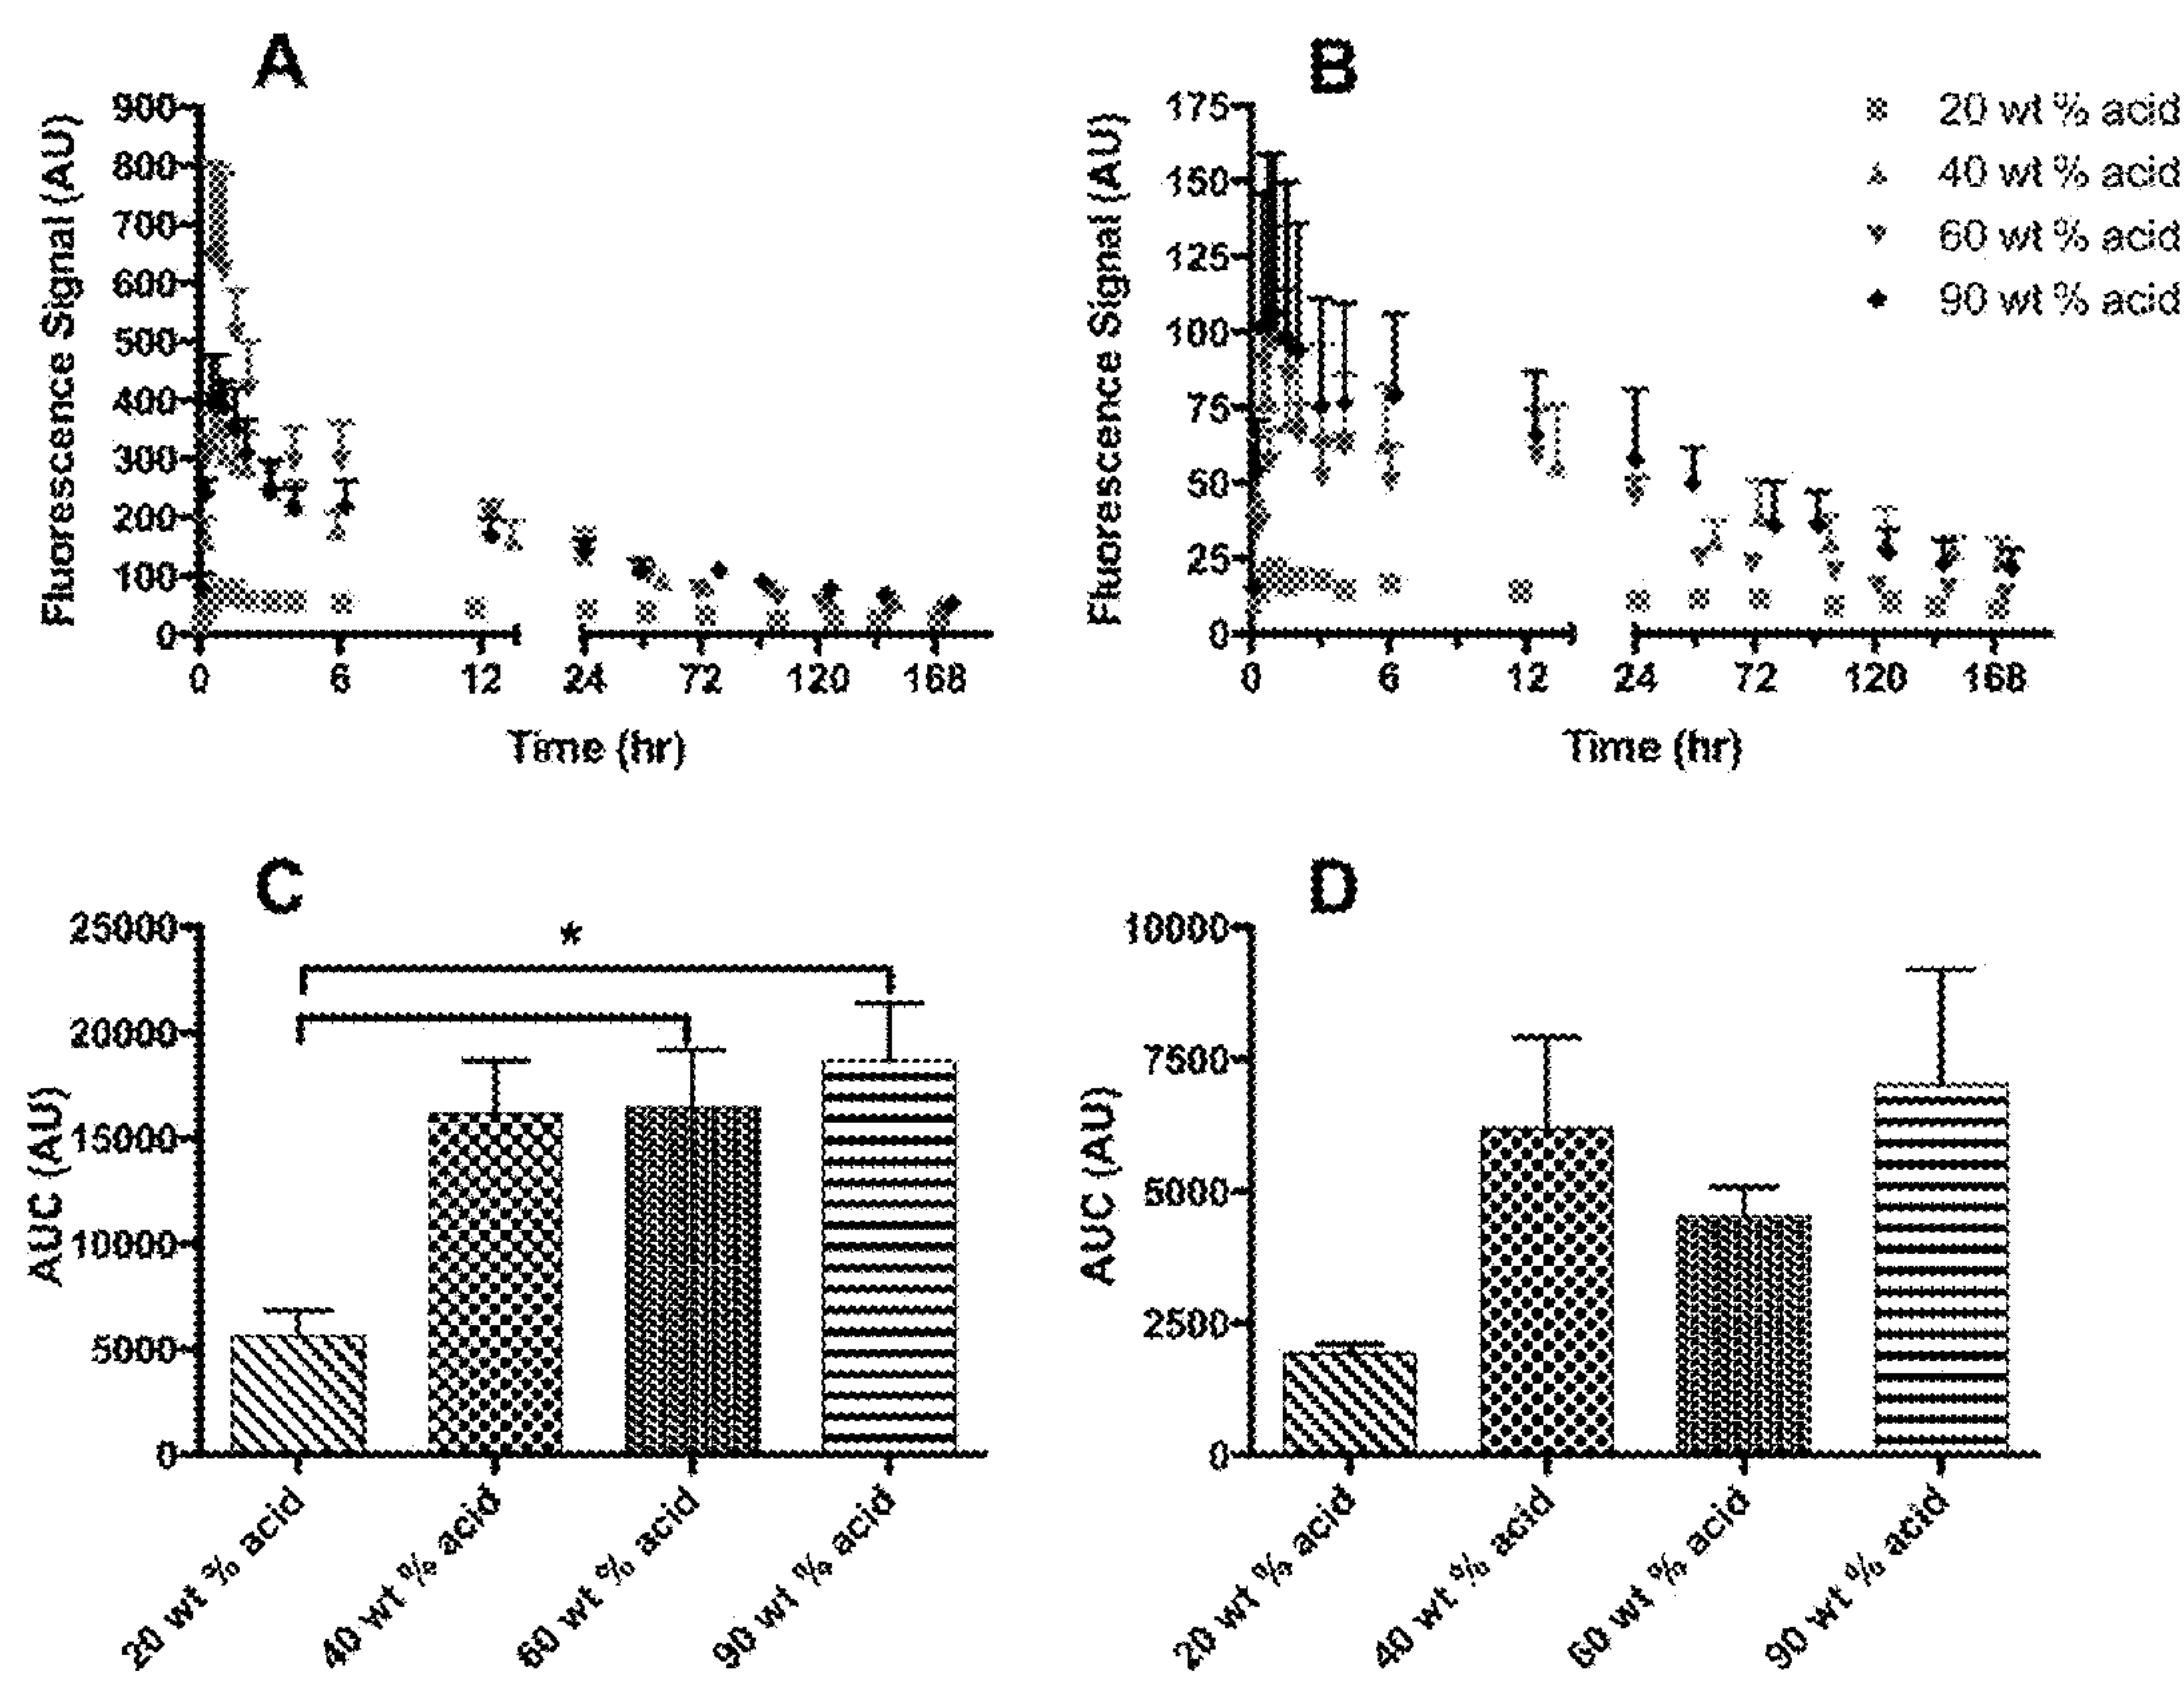 A
900
800
700
600
500
400
300
200
100
0
Fluorescence Signal (AU)
0 6 12 24 72 120 168
Time (hr)
B
175
150
125
100
75
50
25
0
Fluorescence Signal (AU)
0 6 12 24 72 120 168
Time (hr)
20 wt % acid
40 wt % acid
60 wt % acid
90 wt % acid
C
25000
20000
15000
10000
5000
0
AUC (AU)
*
20 wt % acid
40 wt % acid
60 wt % acid
90 wt % acid
D
10000
7500
5000
2500
0
AUC (AU)
20 wt % acid
40 wt % acid
60 wt % acid
90 wt % acid